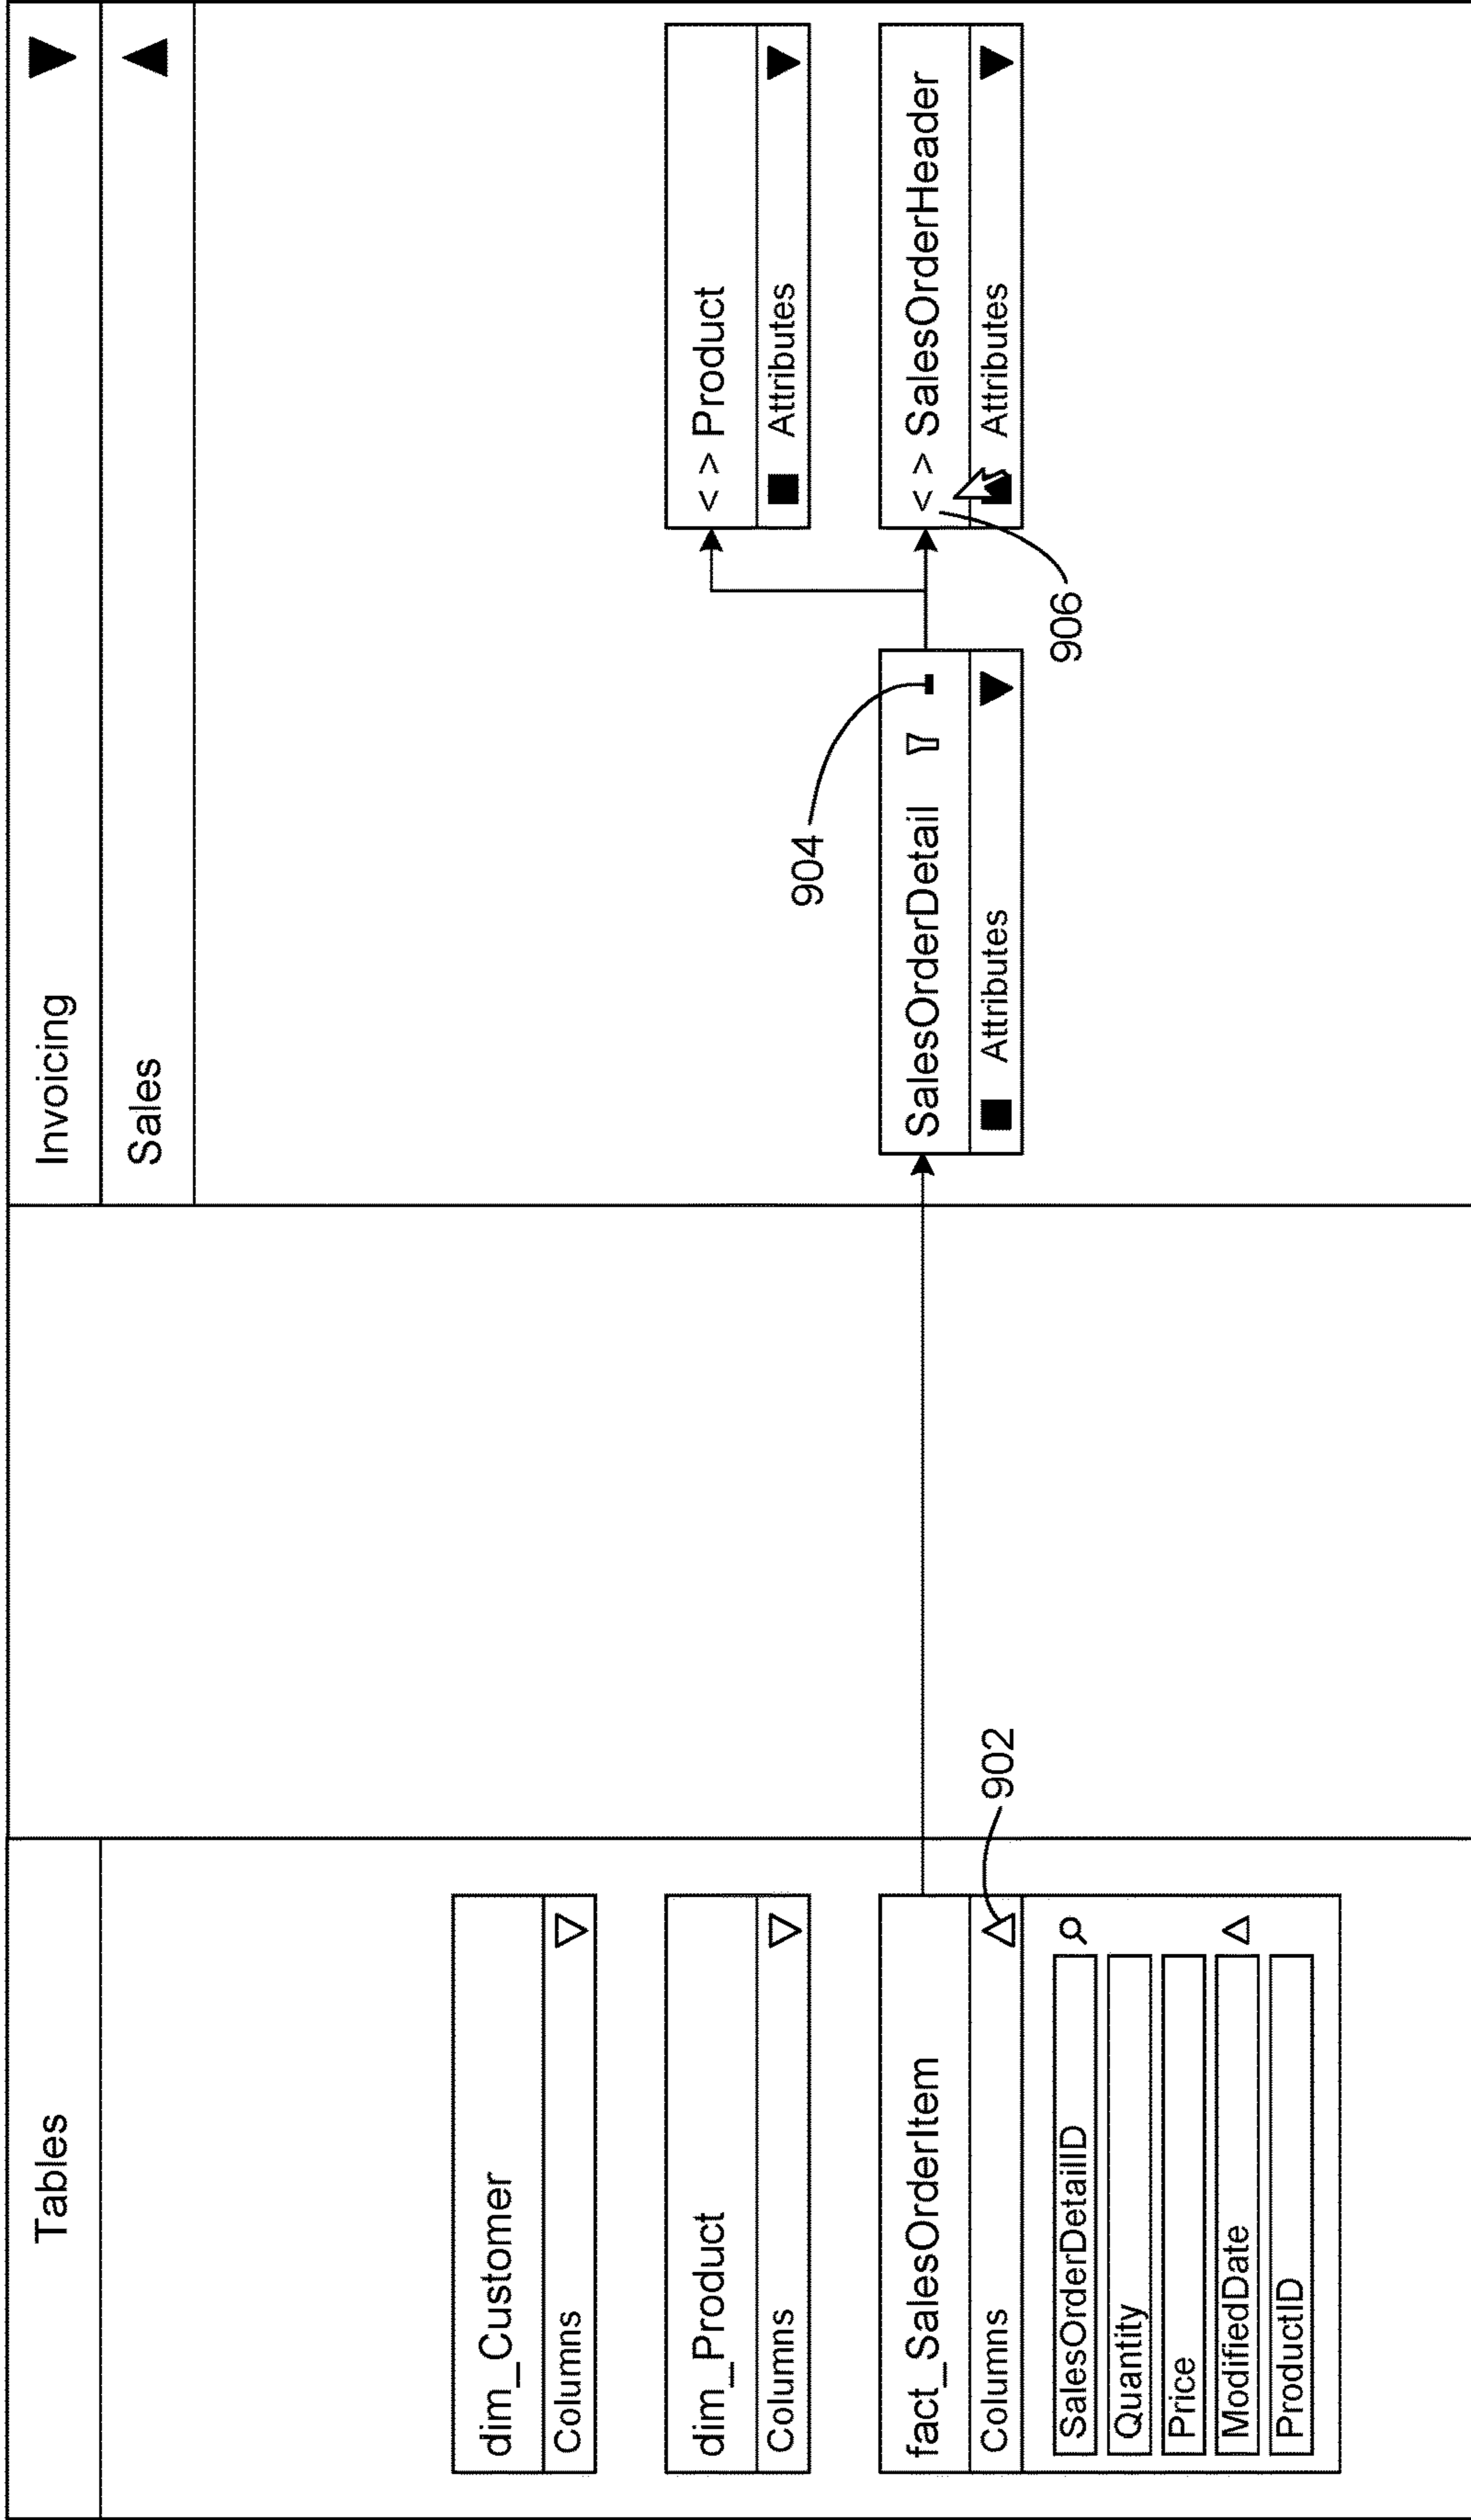 Tables
Invoicing
Sales
dim_Customer
Columns
dim_Product
Columns
< > Product
Attributes
904
fact_SalesOrderItem
Columns
902
SalesOrderDetail
Attributes
< > SalesOrderHeader
Attributes
906
SalesOrderDetailID
Quantity
Price
ModifiedDate
ProductID